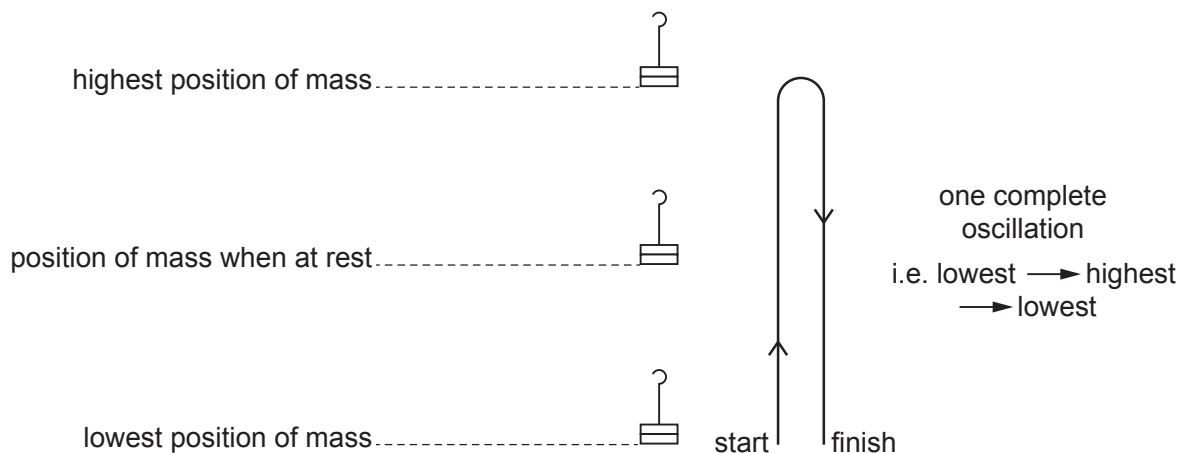 highest position of mass
position of mass when at rest
lowest position of mass
start
finish
one complete
oscillation
i.e. lowest ⟶ highest
⟶ lowest